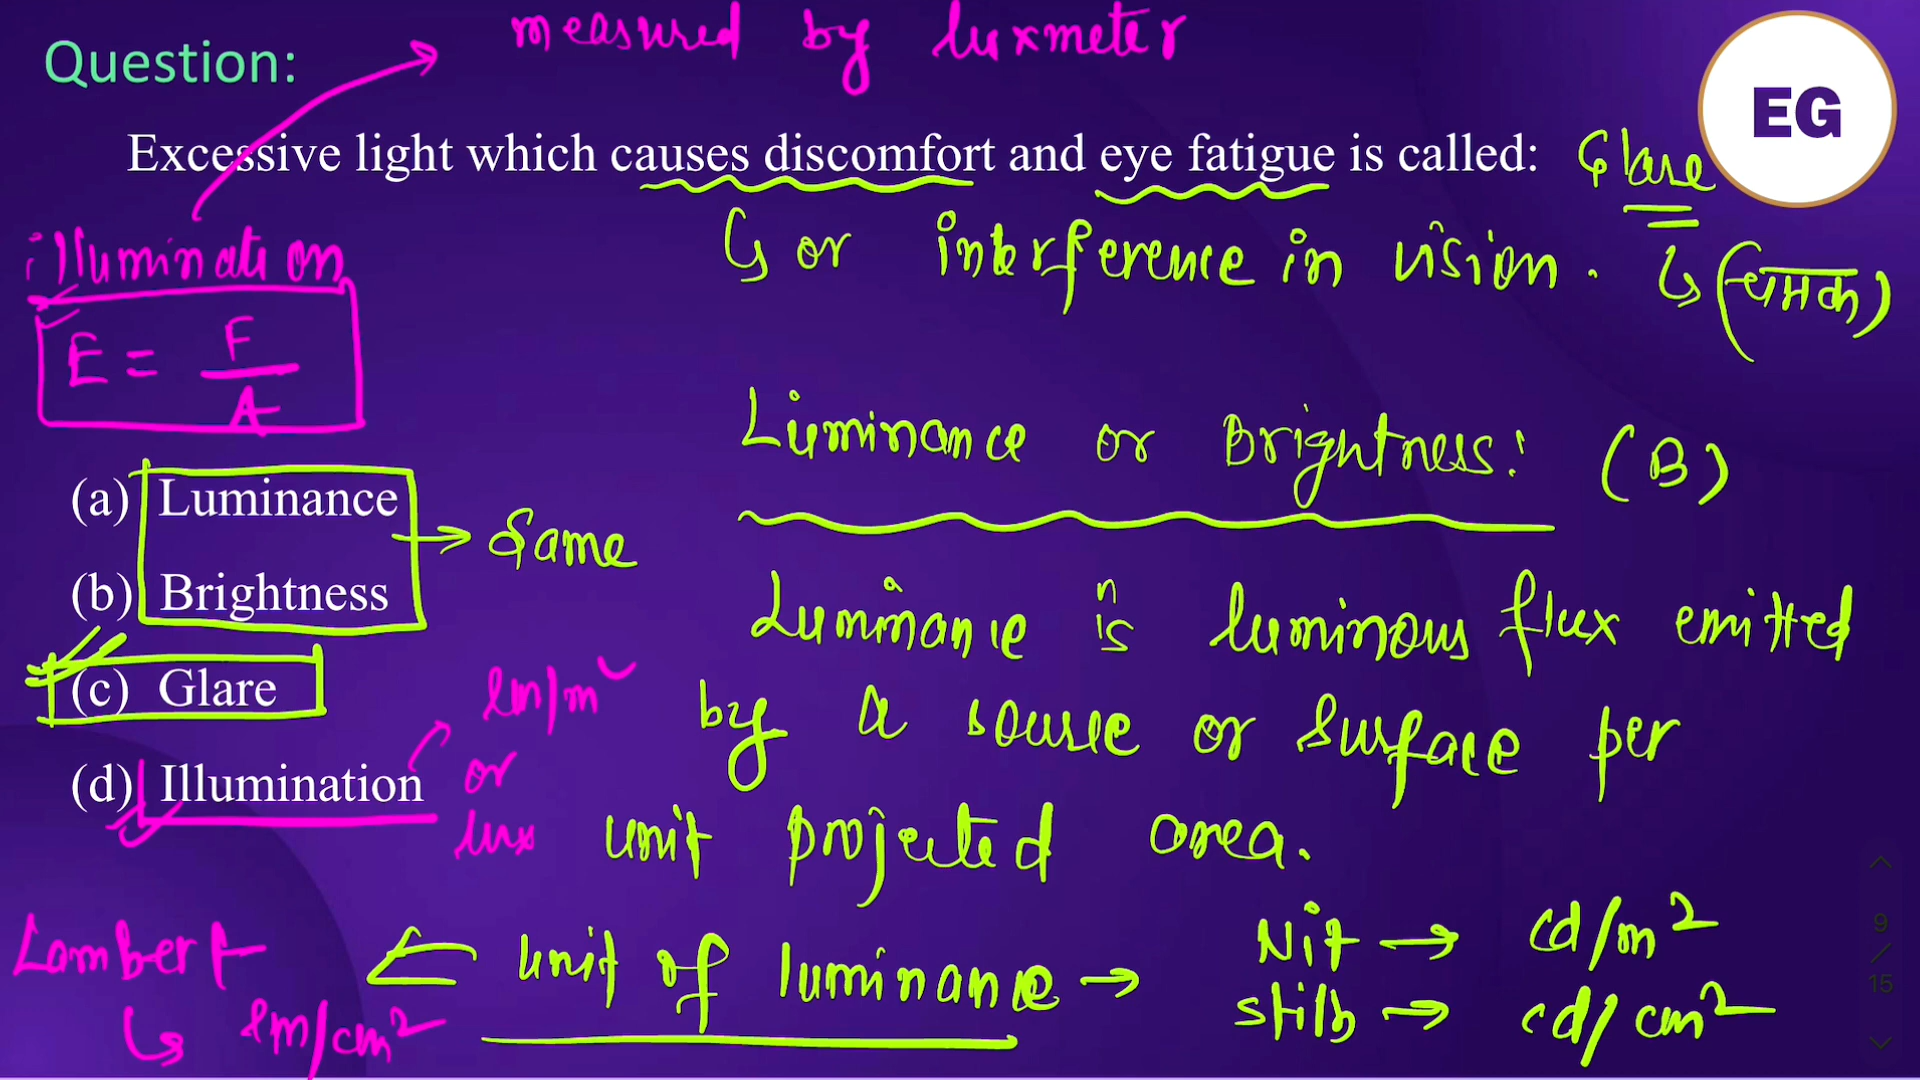 measured by luxmeter
Question:
EG
Excessive light which causes discomfort and eye fatigue is called: Glare
↳ or interference in vision. ↳ (चमक)
illumination
E = F/A
Luminance or Brightness: (B)
(a) Luminance
→ Same
(b) Brightness
Luminance is luminous flux emitted
(c) Glare
lm/m²
by a source or surface per
(d) Illumination
or
lux
unit projected area.
Lambert
⇐ unit of luminance →
Nit → cd/m²
↳ lm/cm²
stilb → cd/cm²
9
/
15